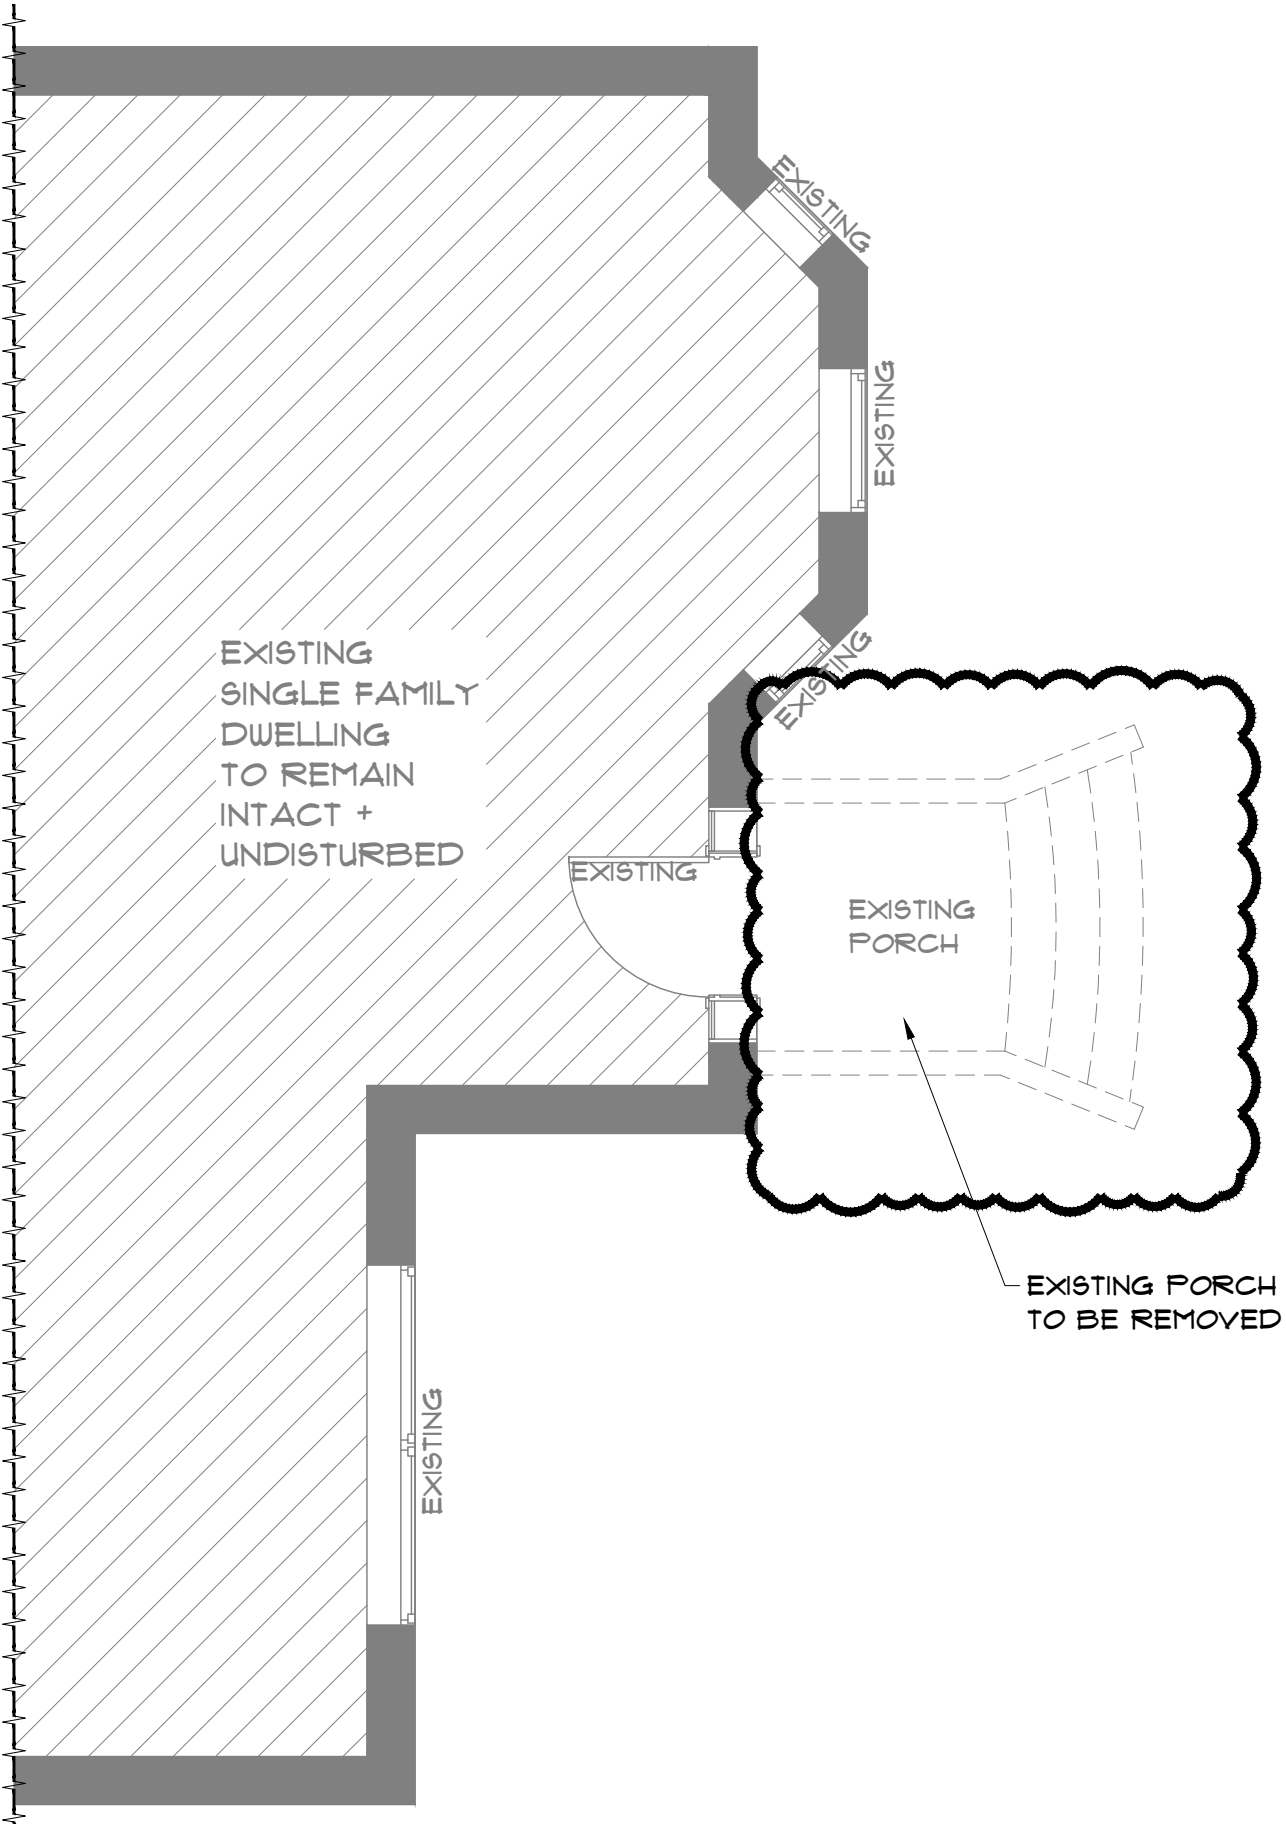 EXISTING
EXISTING
EXISTING
EXISTING
SINGLE FAMILY
DWELLING
TO REMAIN
INTACT +
UNDISTURBED
EXISTING
EXISTING
PORCH
EXISTING PORCH
TO BE REMOVED
EXISTING